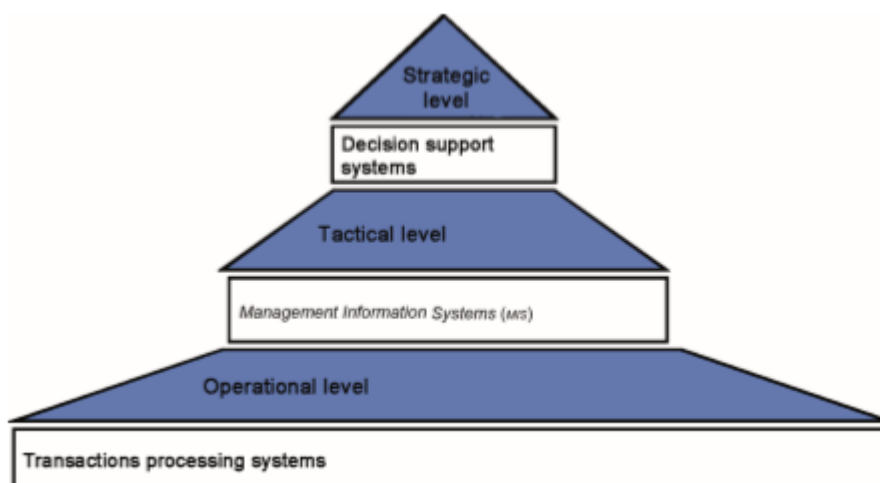 Strategic
level
Decision support
systems
Tactical level
Management Information Systems (MIS)
Operational level
Transactions processing systems